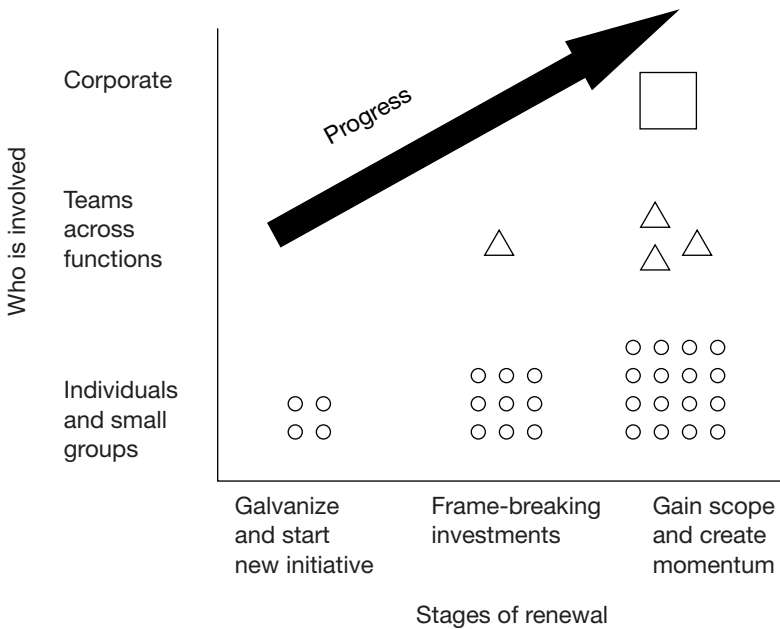 Corporate
Progress
Teams
across
functions
Who is involved
Individuals
and small
groups
Galvanize
and start
new initiative
Frame-breaking
investments
Gain scope
and create
momentum
Stages of renewal